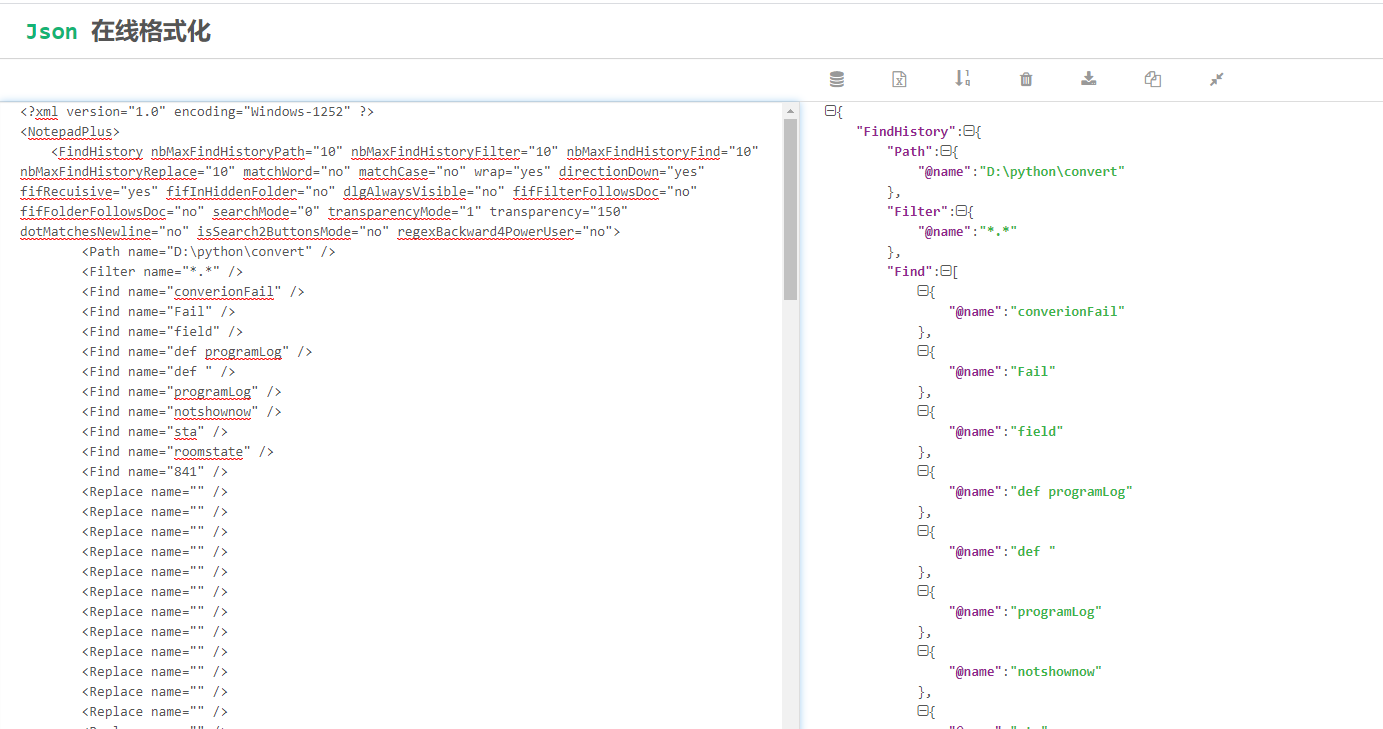 Json 在线格式化
<?xml version="1.0" encoding="Windows-1252" ?>
<NotepadPlus>
<FindHistory nbMaxFindHistoryPath="10" nbMaxFindHistoryFilter="10" nbMaxFindHistoryFind="10"
nbMaxFindHistoryReplace="10" matchWord="no" matchCase="no" wrap="yes" directionDown="yes"
fifRecuisive="yes" fifInHiddenFolder="no" dlgAlwaysVisible="no" fifFilterFollowsDoc="no"
fifFolderFollowsDoc="no" searchMode="0" transparencyMode="1" transparency="150"
dotMatchesNewline="no" isSearch2ButtonsMode="no" regexBackward4PowerUser="no">
<Path name="D:\python\convert" />
<Filter name="*.*" />
<Find name="converionFail" />
<Find name="Fail" />
<Find name="field" />
<Find name="def programLog" />
<Find name="def " />
<Find name="programLog" />
<Find name="notshownow" />
<Find name="sta" />
<Find name="roomstate" />
<Find name="841" />
<Replace name="" />
<Replace name="" />
<Replace name="" />
<Replace name="" />
<Replace name="" />
<Replace name="" />
<Replace name="" />
<Replace name="" />
<Replace name="" />
<Replace name="" />
<Replace name="" />
<Replace name="" />
{
"FindHistory":{
"Path":{
"@name":"D:\python\convert"
},
"Filter":{
"@name":"*.*"
},
"Find":[
{
"@name":"converionFail"
},
{
"@name":"Fail"
},
{
"@name":"field"
},
{
"@name":"def programLog"
},
{
"@name":"def "
},
{
"@name":"programLog"
},
{
"@name":"notshownow"
},
{